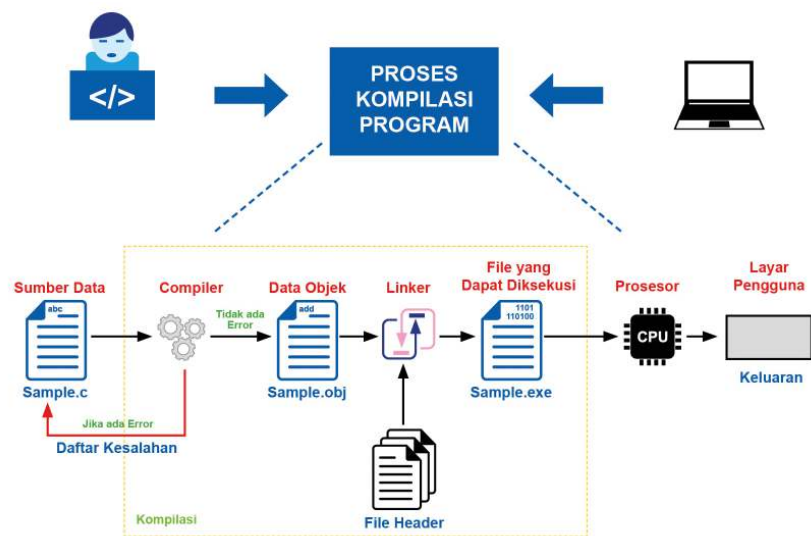 </>
PROSES
KOMPILASI
PROGRAM
Sumber Data
Compiler
Data Objek
Linker
File yang
Dapat Diksekusi
Prosesor
Layar
Pengguna
abc
Tidak ada
Error
add
1101
110100
CPU
Sample.c
Sample.obj
Sample.exe
Keluaran
Jika ada Error
Daftar Kesalahan
Kompilasi
File Header